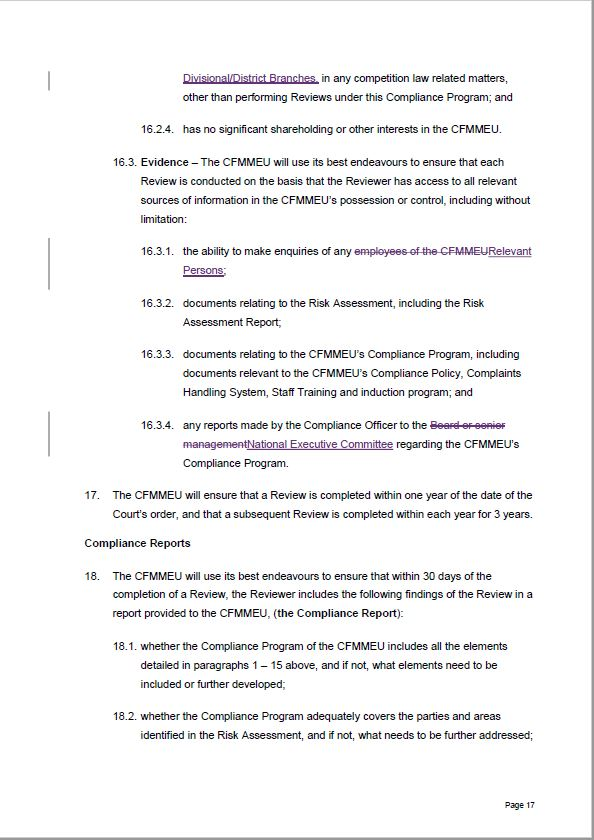 Divisional/District Branches, in any competition law related matters,
other than performing Reviews under this Compliance Program; and
16.2.4. has no significant shareholding or other interests in the CFMMEU.
16.3. Evidence – The CFMMEU will use its best endeavours to ensure that each
Review is conducted on the basis that the Reviewer has access to all relevant
sources of information in the CFMMEU's possession or control, including without
limitation:
16.3.1. the ability to make enquiries of any employees of the CFMMEURelevant
Persons;
16.3.2. documents relating to the Risk Assessment, including the Risk
Assessment Report;
16.3.3. documents relating to the CFMMEU's Compliance Program, including
documents relevant to the CFMMEU's Compliance Policy, Complaints
Handling System, Staff Training and induction program; and
16.3.4. any reports made by the Compliance Officer to the Board or senior
managementNational Executive Committee regarding the CFMMEU's
Compliance Program.
17. The CFMMEU will ensure that a Review is completed within one year of the date of the
Court's order, and that a subsequent Review is completed within each year for 3 years.
Compliance Reports
18. The CFMMEU will use its best endeavours to ensure that within 30 days of the
completion of a Review, the Reviewer includes the following findings of the Review in a
report provided to the CFMMEU, (the Compliance Report):
18.1. whether the Compliance Program of the CFMMEU includes all the elements
detailed in paragraphs 1 – 15 above, and if not, what elements need to be
included or further developed;
18.2. whether the Compliance Program adequately covers the parties and areas
identified in the Risk Assessment, and if not, what needs to be further addressed;
Page 17